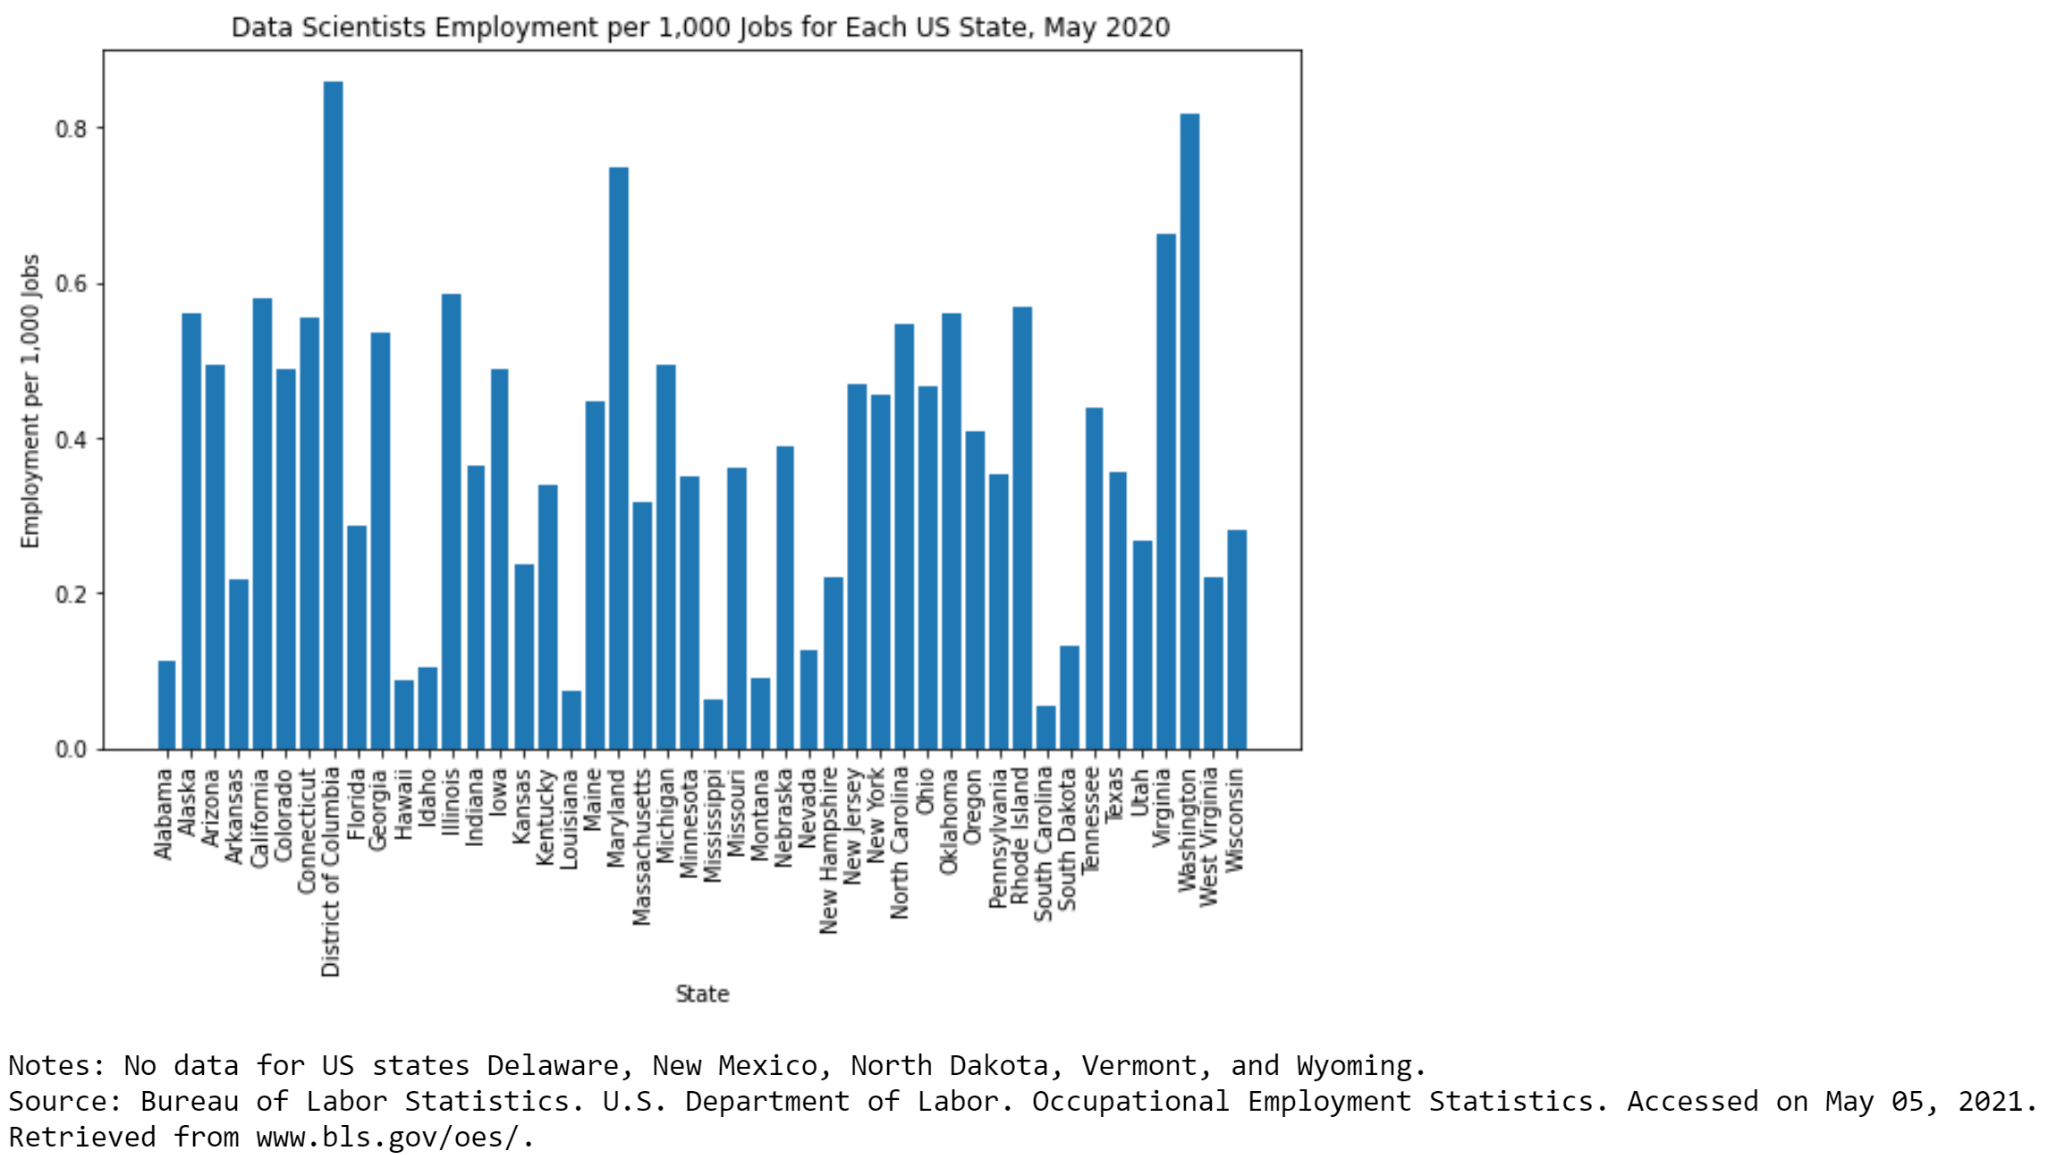 Data Scientists Employment per 1,000 Jobs for Each US State, May 2020
Employment per 1,000 Jobs
0.8
0.6
0.4
0.2
0.0
Alabama
Alaska
Arizona
Arkansas
California
Colorado
Connecticut
District of Columbia
Florida
Georgia
Hawaii
Idaho
Illinois
Indiana
Iowa
Kansas
Kentucky
Louisiana
Maine
Maryland
Massachusetts
Michigan
Minnesota
Mississippi
Missouri
Montana
Nebraska
Nevada
New Hampshire
New Jersey
New York
North Carolina
Ohio
Oklahoma
Oregon
Pennsylvania
Rhode Island
South Carolina
South Dakota
Tennessee
Texas
Utah
Virginia
Washington
West Virginia
Wisconsin
State
Notes: No data for US states Delaware, New Mexico, North Dakota, Vermont, and Wyoming.
Source: Bureau of Labor Statistics. U.S. Department of Labor. Occupational Employment Statistics. Accessed on May 05, 2021.
Retrieved from www.bls.gov/oes/.